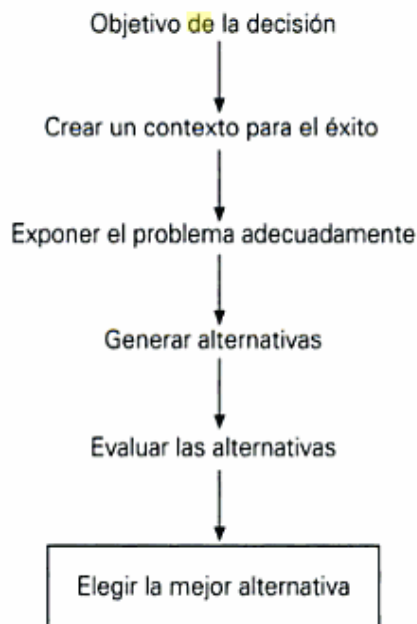 Objetivo de la decisión
Crear un contexto para el éxito
Exponer el problema adecuadamente
Generar alternativas
Evaluar las alternativas
Elegir la mejor alternativa